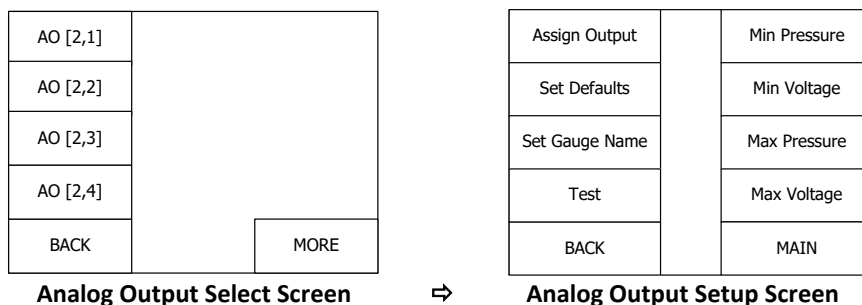 AO [2,1]
AO [2,2]
AO [2,3]
AO [2,4]
BACK
MORE
Analog Output Select Screen
⇨
Assign Output
Min Pressure
Set Defaults
Min Voltage
Set Gauge Name
Max Pressure
Test
Max Voltage
BACK
MAIN
Analog Output Setup Screen